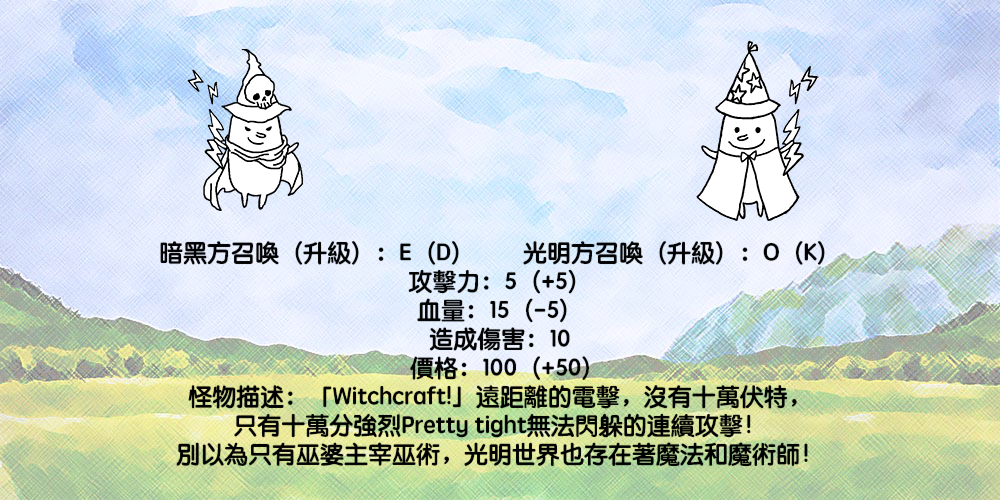 暗黑方召喚（升級）：E（D） 光明方召喚（升級）：O（K）
攻擊力：5（+5）
血量：15（-5）
造成傷害：10
價格：100（+50）
怪物描述：「Witchcraft!」遠距離的電擊，沒有十萬伏特，
只有十萬分強烈Pretty tight無法閃躲的連續攻擊！
別以為只有巫婆主宰巫術，光明世界也存在著魔法和魔術師！